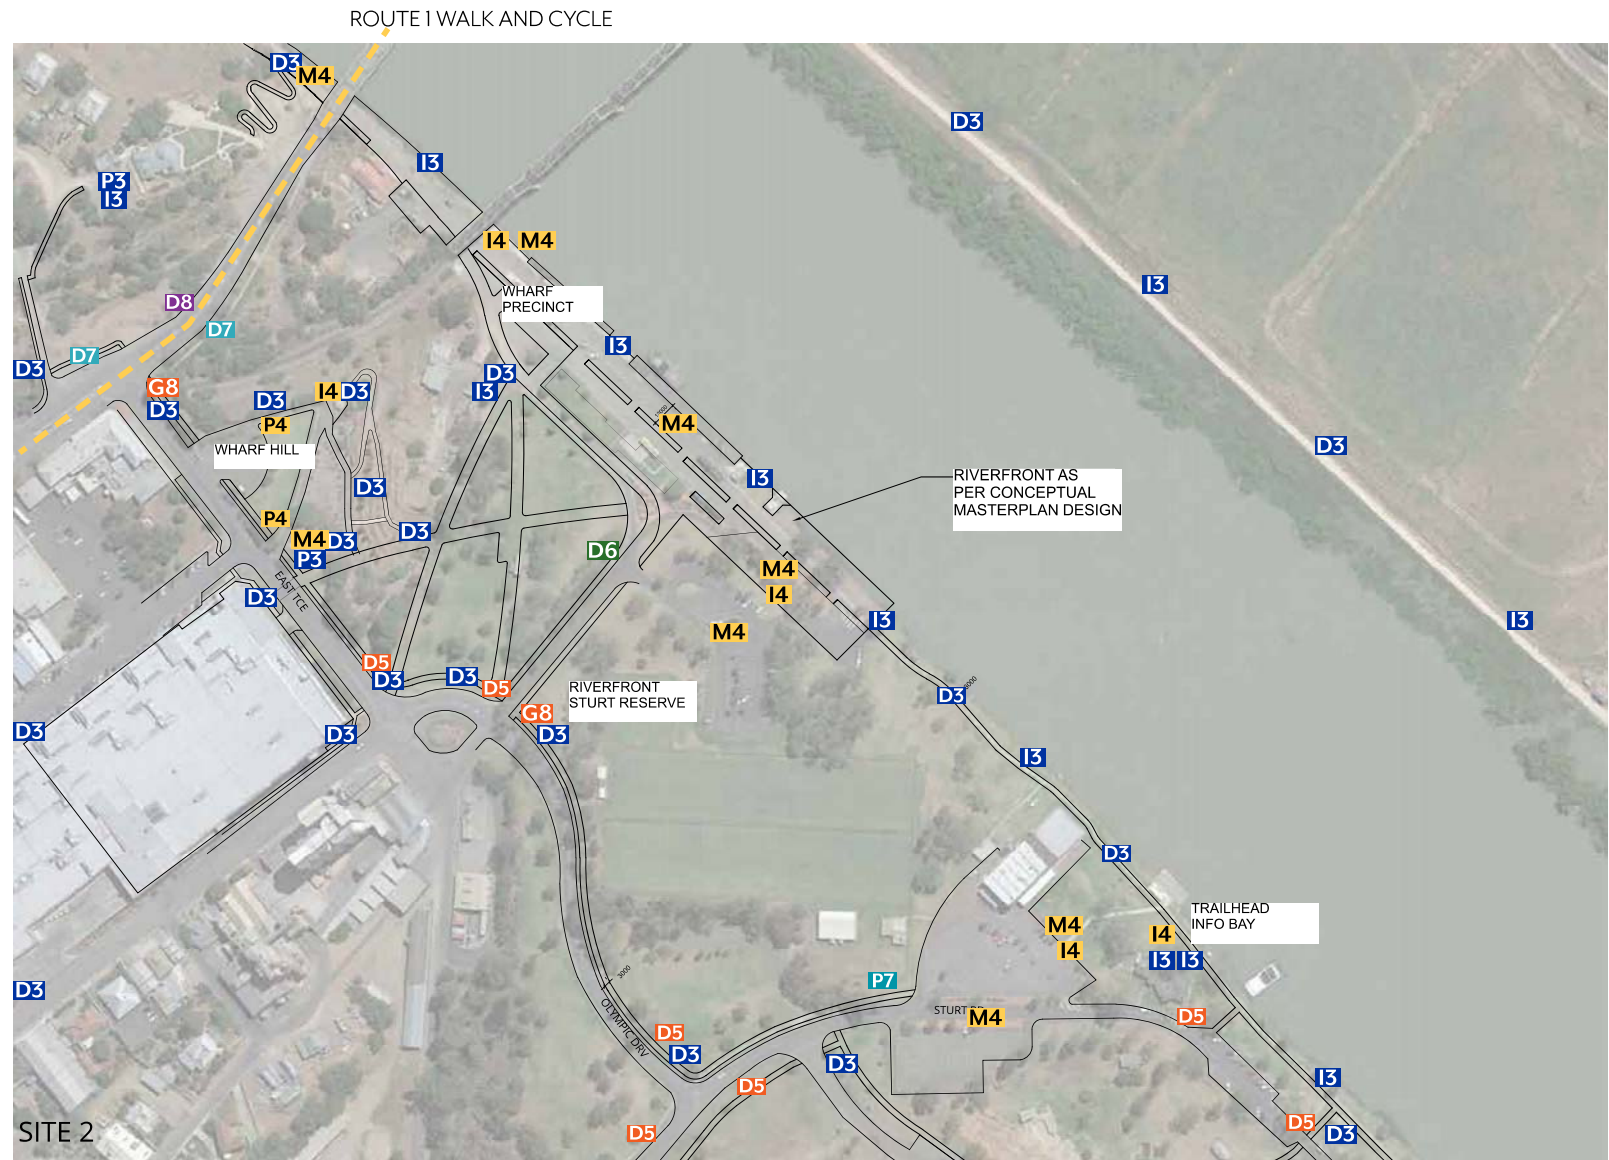 ROUTE 1 WALK AND CYCLE
D3
M4
D3
I3
P3
I3
I4 M4
I3
WHARF
PRECINCT
D8
D7
I3
D7
D3
D3
I3
G8
D3
D3
I4 D3
P4
M4
WHARF HILL
D3
RIVERFRONT AS
PER CONCEPTUAL
MASTERPLAN DESIGN
I3
D3
P4
D3
M4 D3
P3
D6
M4
I4
EAST TCE
D3
I3
I3
M4
D5
D3
D3
D5
RIVERFRONT
STURT RESERVE
D3
G8
D3
D3
D3
I3
D3
TRAILHEAD
INFO BAY
M4
I4
I4
I3 I3
3000
P7
D3
STURT
M4
D5
OLYMPIC DRV
D5
D3
D3
D5
I3
D5
D5
D3
SITE 2